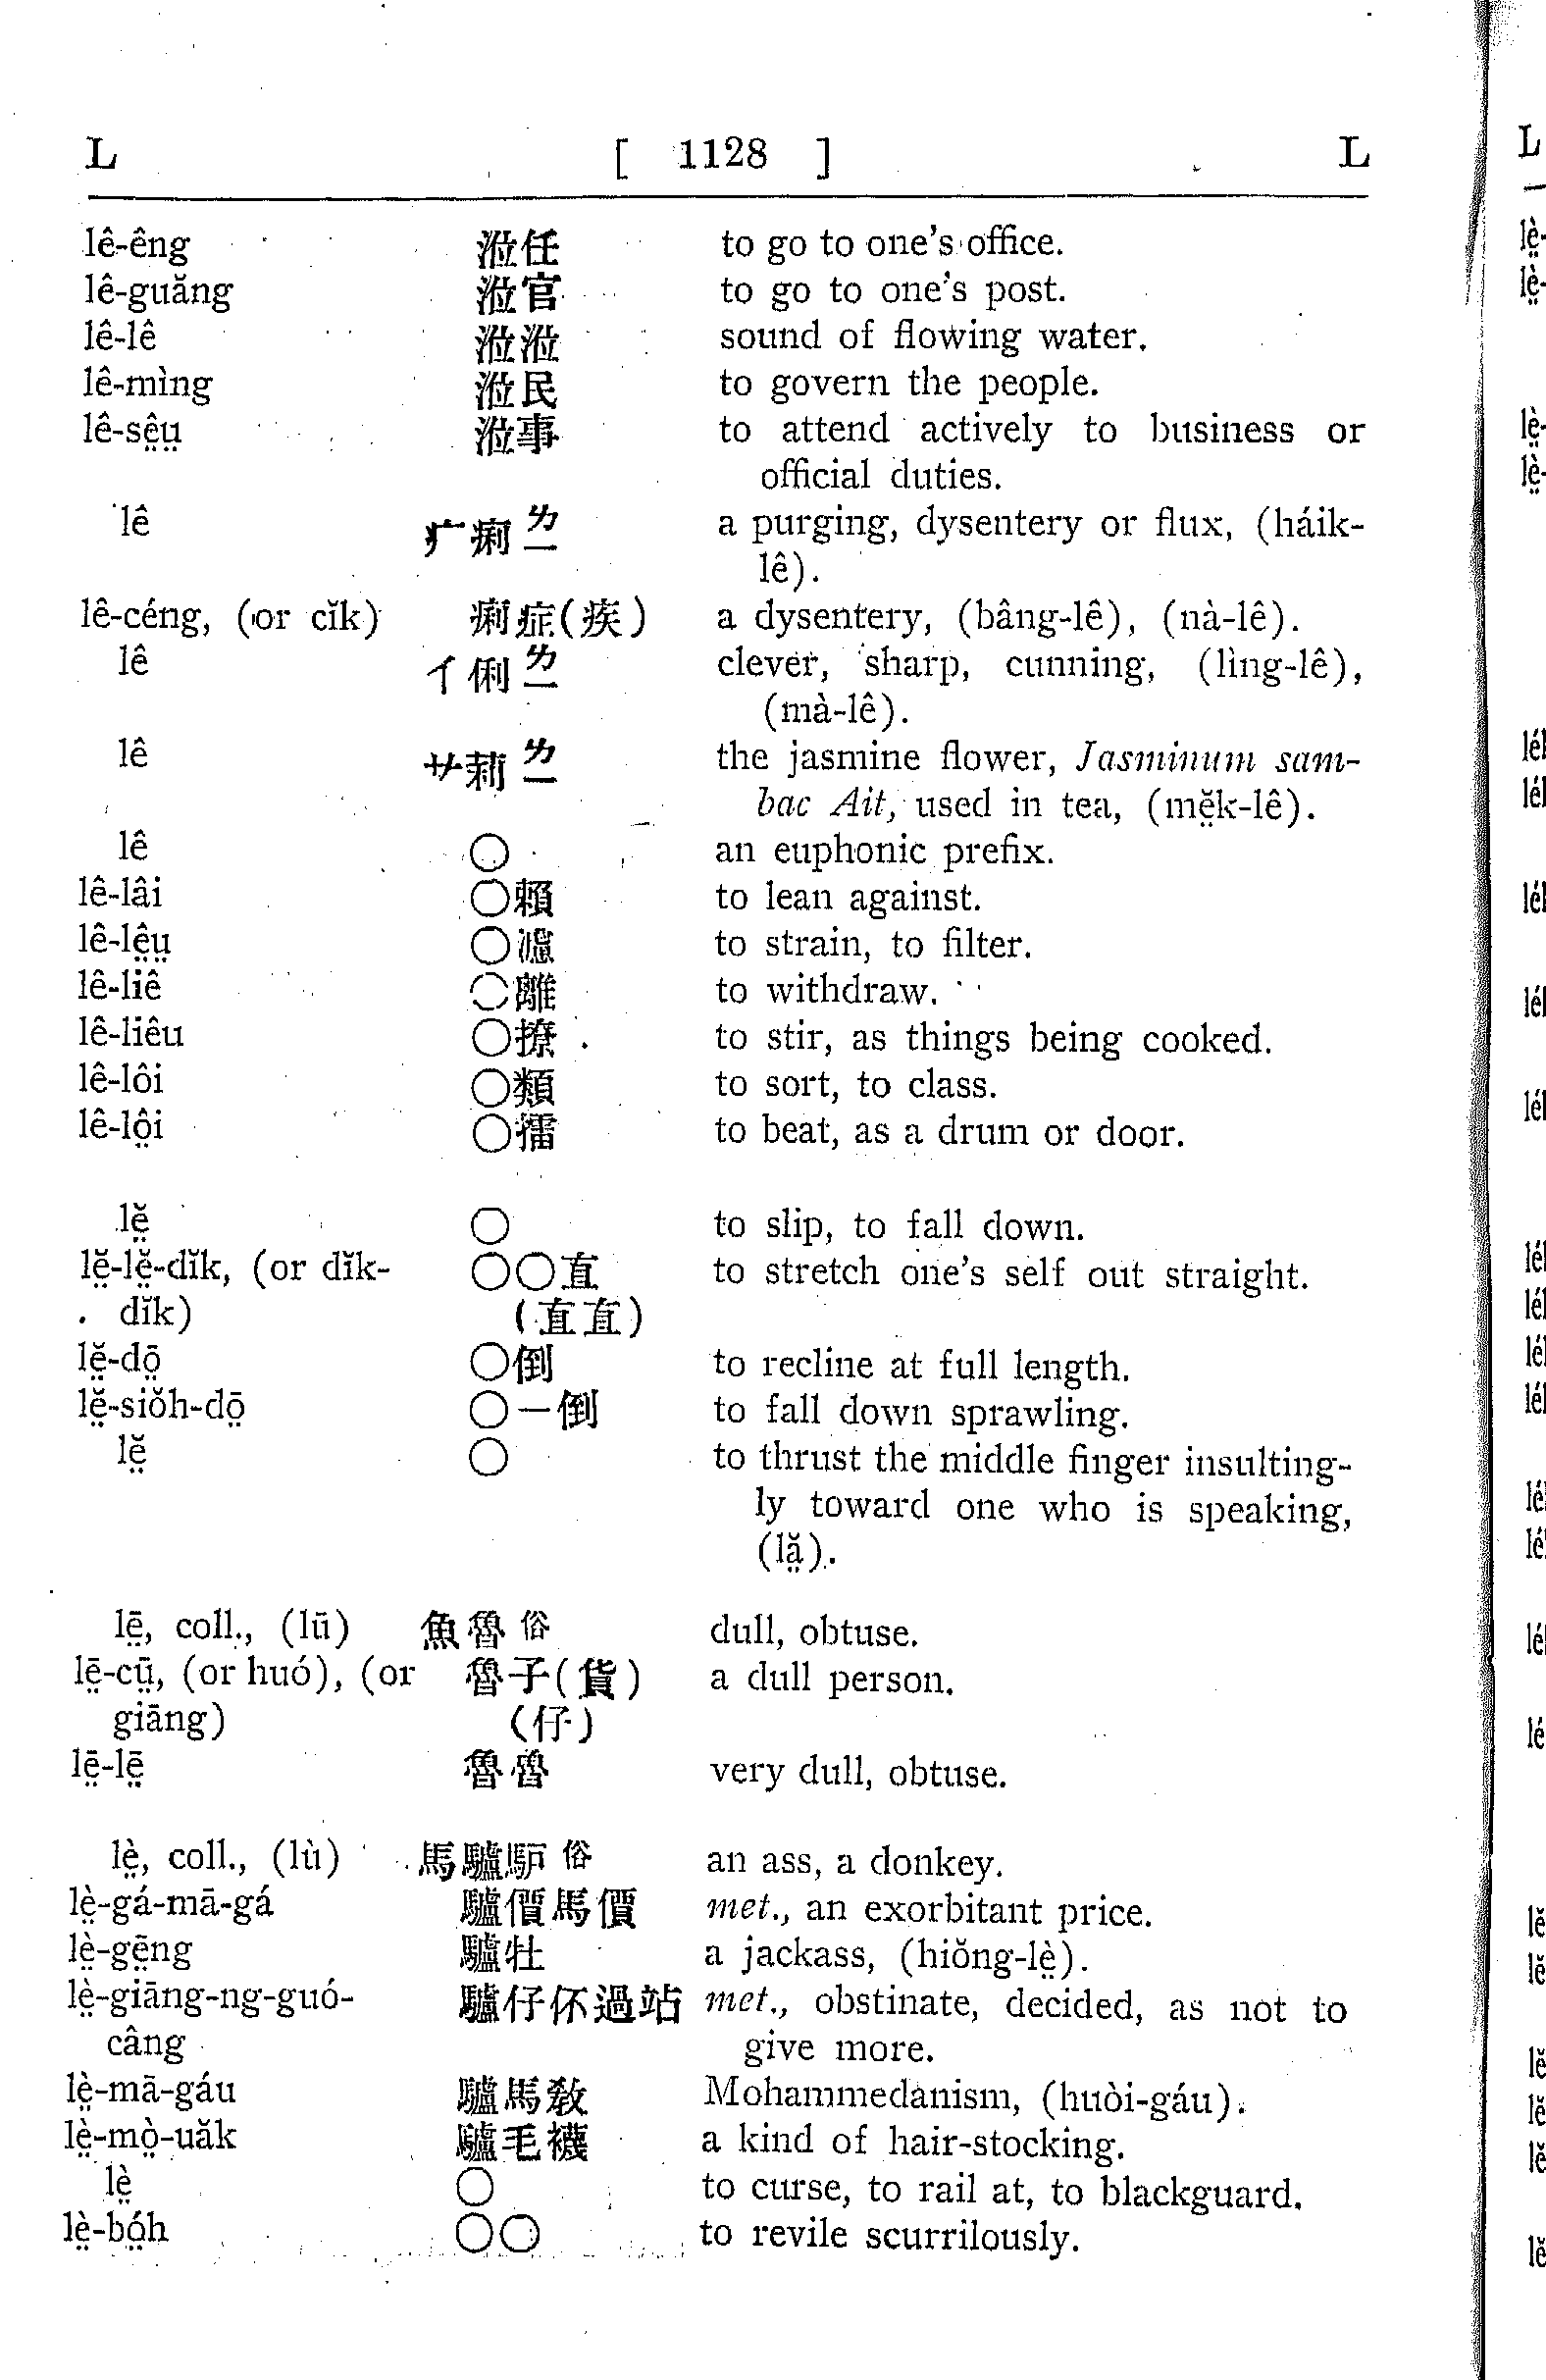 L [ 1128 ] L
lê-êng 涖任 to go to one's office.
lê-guăng 涖官 to go to one's post.
lê-lê 涖涖 sound of flowing water.
lê-mìng 涖民 to govern the people.
lê-sê̤ṳ 涖事 to attend actively to business or
official duties.
lê 疒痢ㄌㄧ a purging, dysentery or flux, (háik-
lê).
lê-céng, (or cĭk) 痢症(疾) a dysentery, (bâng-lê), (nà-lê).
lê 亻俐ㄌㄧ clever, sharp, cunning, (lìng-lê),
(mà-lê).
lê 艹莉ㄌㄧ the jasmine flower, Jasminum sam-
bac Ait, used in tea, (mĕ̤k-lê).
lê ○ an euphonic prefix.
lê-lâi ○賴 to lean against.
lê-lê̤ṳ ○濾 to strain, to filter.
lê-liê ○離 to withdraw.
lê-liêu ○撩 to stir, as things being cooked.
lê-lôi ○類 to sort, to class.
lê-lô̤i ○擂 to beat, as a drum or door.
lĕ̤ ○ to slip, to fall down.
lĕ̤-lĕ̤-dĭk, (or dĭk- ○○直 to stretch one's self out straight.
dĭk) (直直)
lĕ̤-dō̤ ○倒 to recline at full length.
lĕ̤-siŏh-dō̤ ○一倒 to fall down sprawling.
lĕ̤ ○ to thrust the middle finger insulting-
ly toward one who is speaking,
(lă̤).
lē̤, coll., (lū) 魚魯俗 dull, obtuse.
lē̤-cṳ̄, (or huó), (or 魯子(貨) a dull person.
giāng) (仔)
lē̤-lē̤ 魯魯 very dull, obtuse.
lè̤, coll., (lù) 馬驢馿俗 an ass, a donkey.
lè̤-gá-mā-gá 驢價馬價 met., an exorbitant price.
lè̤-gē̤ng 驢牡 a jackass, (hiŏng-lè̤).
lè̤-giāng-ng-guó- 驢仔伓過站 met., obstinate, decided, as not to
câng give more.
lè̤-mā-gáu 驢馬教 Mohammedanism, (huòi-gáu).
lè̤-mò̤-uăk 驢毛襪 a kind of hair-stocking.
lè̤ ○ to curse, to rail at, to blackguard.
lè̤-bá̤h ○○ to revile scurrilously.